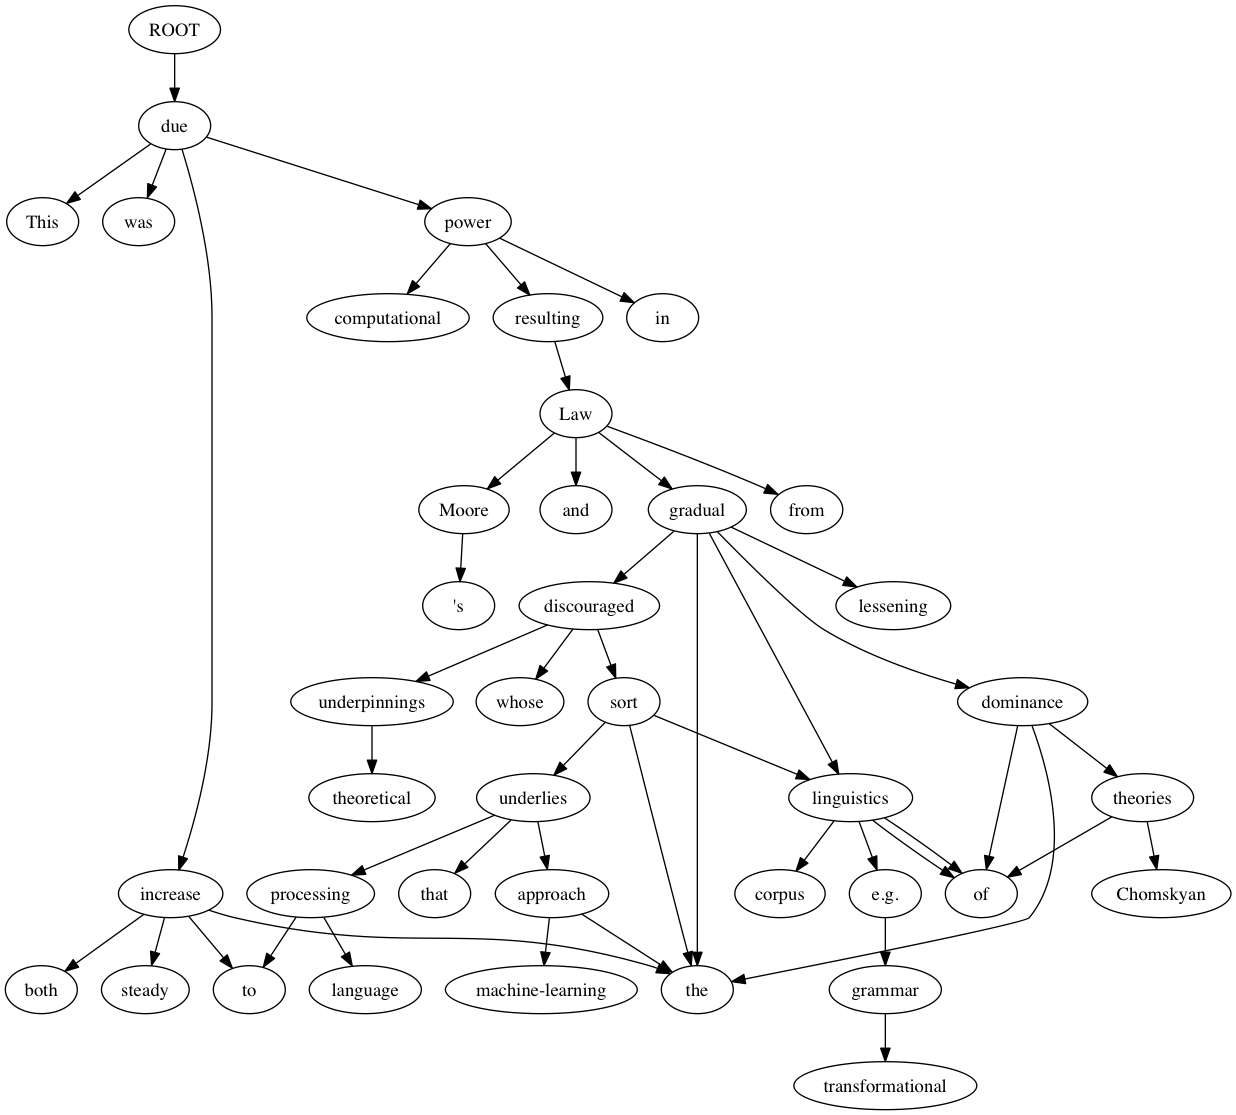 ROOT
due
This was power
computational resulting in
Law
Moore and gradual from
's discouraged lessening
underpinnings whose sort dominance
theoretical underlies linguistics theories
increase processing that approach corpus e.g. of Chomskyan
both steady to language machine-learning the grammar
transformational